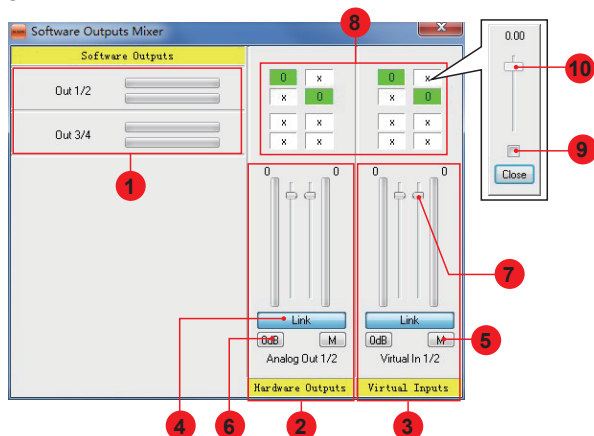 Software Outputs Mixer
8
0.00
Software Outputs
Out 1/2
0 x
0 x
10
x 0
x 0
Out 3/4
x x
x x
x x
x x
9
Close
1
0 0
0 0
7
Link
Link
0dB M
0dB M
5
Analog Out 1/2
Virtual In 1/2
Hardware Outputs
Virtual Inputs
4
6
2
3